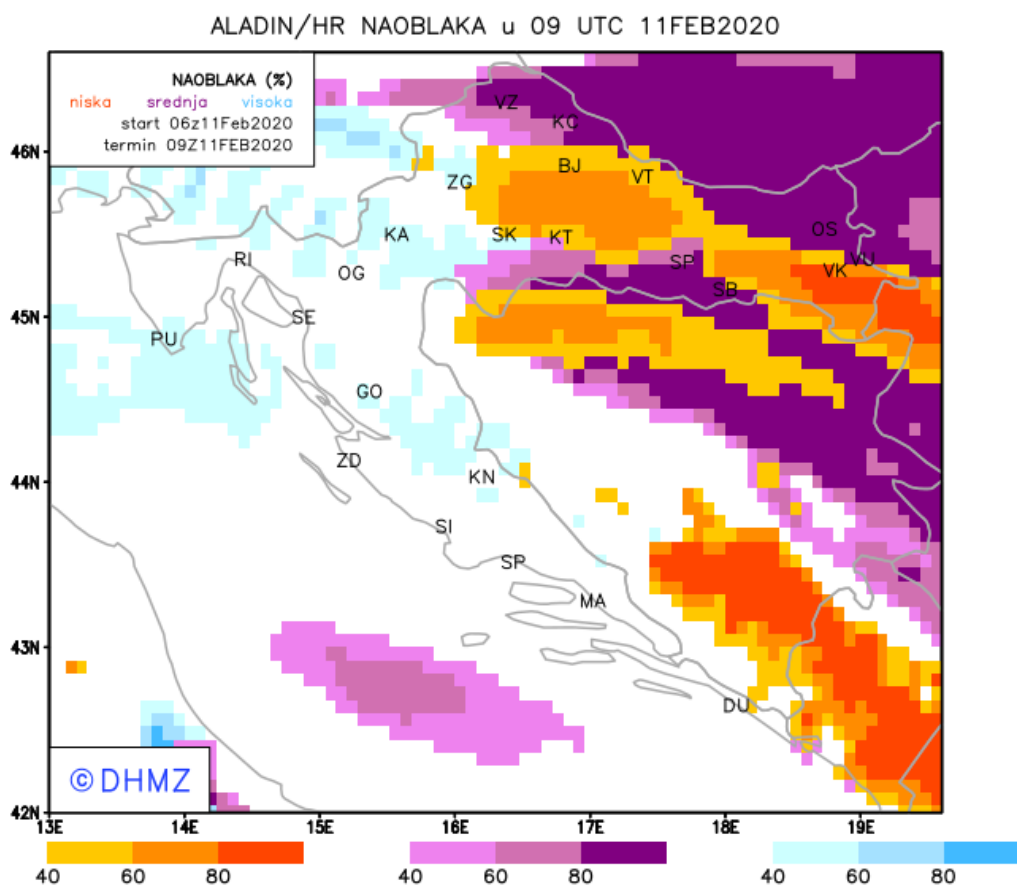 ALADIN/HR NAOBLAKA u 09 UTC 11FEB2020
NAOBLAKA (%)
niska srednja visoka
start 06z11Feb2020
termin 09Z11FEB2020
VZ
KC
46N
BJ
ZG
VT
KA
SK
KT
OS
RI
OG
SP
VU
VK
SB
45N
SE
PU
GO
ZD
44N
KN
SI
SP
MA
43N
DU
©DHMZ
42N
13E 14E 15E 16E 17E 18E 19E
40 60 80 40 60 80 40 60 80